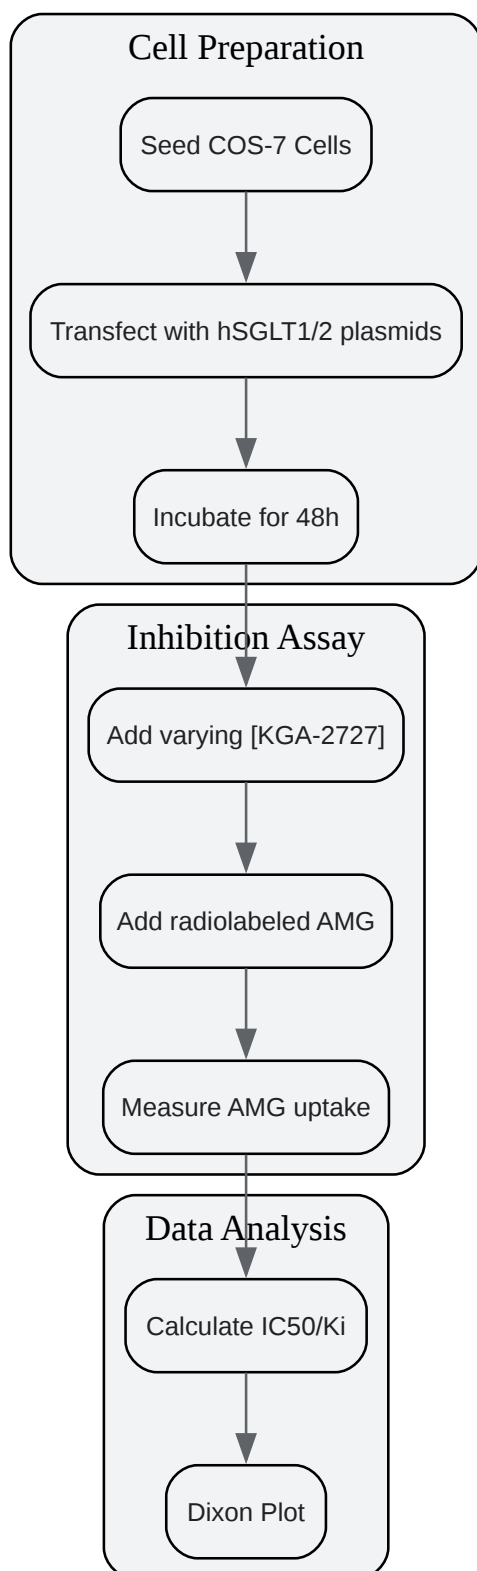 Cell Preparation
Seed COS-7 Cells
Transfect with hSGLT1/2 plasmids
Incubate for 48h
Inhibition Assay
Add varying [KGA-2727]
Add radiolabeled AMG
Measure AMG uptake
Data Analysis
Calculate IC50/Ki
Dixon Plot